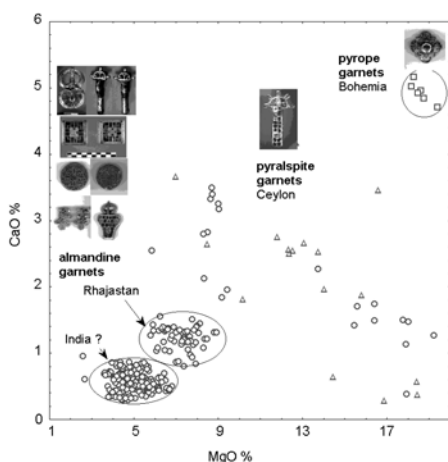 6
5
4
3
2
1
0
CaO %
pyrope
garnets
Bohemia
pyralspite
garnets
Ceylon
almandine
garnets
Rhajastan
India ?
1
5
9
13
17
MgO %